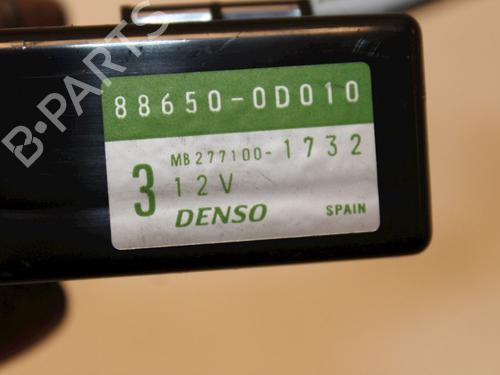 88650-0D010
MB277100-1732
3 12V
DENSO SPAIN
B-PARTS